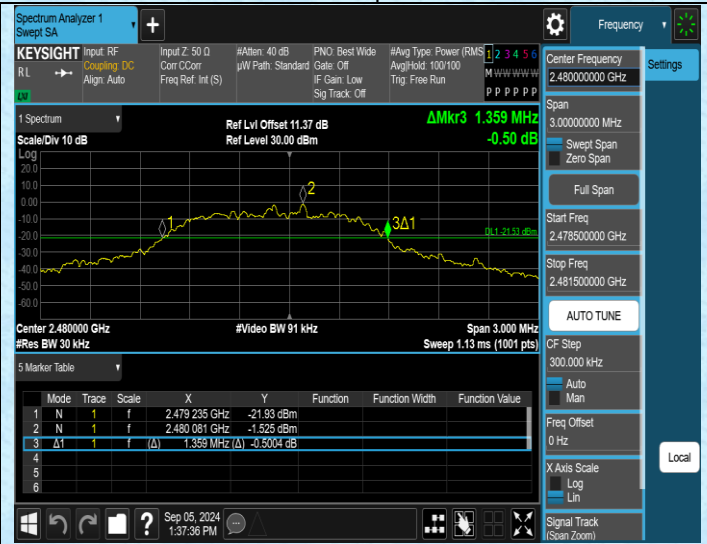 Spectrum Analyzer 1
Swept SA
Frequency
KEYSIGHT
RL
LXI
Input: RF
Coupling: DC
Align: Auto
Input Z: 50 Ω
Corr CCorr
Freq Ref: Int (S)
#Atten: 40 dB
µW Path: Standard
PNO: Best Wide
Gate: Off
IF Gain: Low
Sig Track: Off
#Avg Type: Power (RMS
Avg|Hold: 100/100
Trig: Free Run
1 2 3 4 5 6
M W W W W W
P P P P P P
Center Frequency
2.480000000 GHz
Settings
Span
3.00000000 MHz
Swept Span
Zero Span
Full Span
Start Freq
2.478500000 GHz
Stop Freq
2.481500000 GHz
AUTO TUNE
CF Step
300.000 kHz
Auto
Man
Freq Offset
0 Hz
X Axis Scale
Log
Lin
Signal Track
(Span Zoom)
Local
1 Spectrum
Scale/Div 10 dB
Ref Lvl Offset 11.37 dB
Ref Level 30.00 dBm
ΔMkr3 1.359 MHz
-0.50 dB
Log
20.0
10.0
0.00
-10.0
-20.0
-30.0
-40.0
-50.0
-60.0
1
2
3Δ1
DL1 -21.53 dBm
Center 2.480000 GHz
#Res BW 30 kHz
#Video BW 91 kHz
Span 3.000 MHz
Sweep 1.13 ms (1001 pts)
5 Marker Table
Mode Trace Scale X Y Function Function Width Function Value
1 N 1 f 2.479 235 GHz -21.93 dBm
2 N 1 f 2.480 081 GHz -1.525 dBm
3 Δ1 1 f (Δ) 1.359 MHz (Δ) -0.5004 dB
4
5
6
?
Sep 05, 2024
1:37:36 PM